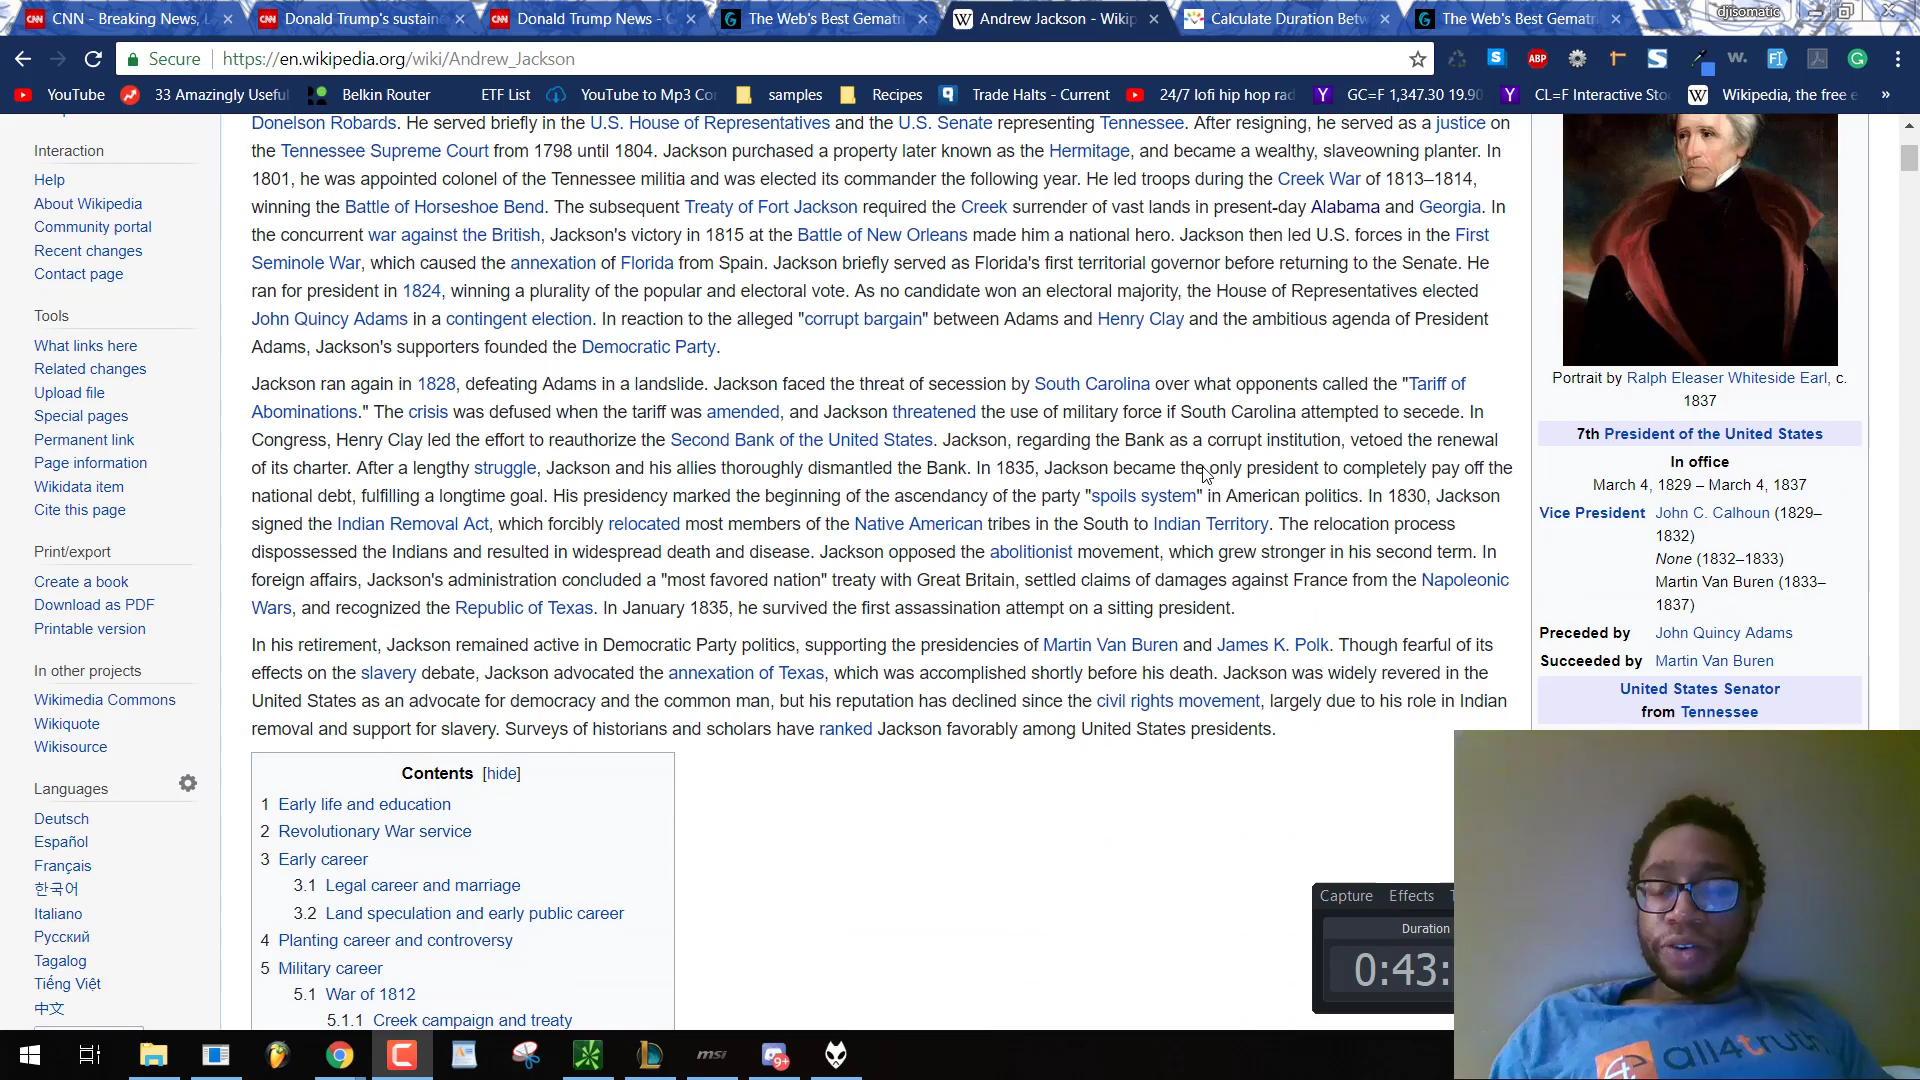 CNN - Breaking News, L
Donald Trump's sustain
Donald Trump News - C
The Web's Best Gematri
Andrew Jackson - Wikip
Calculate Duration Betw
The Web's Best Gematri
djisomatic
Secure
https://en.wikipedia.org/wiki/Andrew_Jackson
YouTube
33 Amazingly Useful
Belkin Router
ETF List
YouTube to Mp3 Co
samples
Recipes
Trade Halts - Current
24/7 lofi hip hop rad
GC=F 1,347.30 19.90
CL=F Interactive Sto
Wikipedia, the free e
Interaction
Help
About Wikipedia
Community portal
Recent changes
Contact page
Tools
What links here
Related changes
Upload file
Special pages
Permanent link
Page information
Wikidata item
Cite this page
Print/export
Create a book
Download as PDF
Printable version
In other projects
Wikimedia Commons
Wikiquote
Wikisource
Languages
Deutsch
Español
Français
한국어
Italiano
Русский
Tagalog
Tiếng Việt
中文
Donelson Robards. He served briefly in the U.S. House of Representatives and the U.S. Senate representing Tennessee. After resigning, he served as a justice on
the Tennessee Supreme Court from 1798 until 1804. Jackson purchased a property later known as the Hermitage, and became a wealthy, slaveowning planter. In
1801, he was appointed colonel of the Tennessee militia and was elected its commander the following year. He led troops during the Creek War of 1813–1814,
winning the Battle of Horseshoe Bend. The subsequent Treaty of Fort Jackson required the Creek surrender of vast lands in present-day Alabama and Georgia. In
the concurrent war against the British, Jackson's victory in 1815 at the Battle of New Orleans made him a national hero. Jackson then led U.S. forces in the First
Seminole War, which caused the annexation of Florida from Spain. Jackson briefly served as Florida's first territorial governor before returning to the Senate. He
ran for president in 1824, winning a plurality of the popular and electoral vote. As no candidate won an electoral majority, the House of Representatives elected
John Quincy Adams in a contingent election. In reaction to the alleged "corrupt bargain" between Adams and Henry Clay and the ambitious agenda of President
Adams, Jackson's supporters founded the Democratic Party.
Jackson ran again in 1828, defeating Adams in a landslide. Jackson faced the threat of secession by South Carolina over what opponents called the "Tariff of
Abominations." The crisis was defused when the tariff was amended, and Jackson threatened the use of military force if South Carolina attempted to secede. In
Congress, Henry Clay led the effort to reauthorize the Second Bank of the United States. Jackson, regarding the Bank as a corrupt institution, vetoed the renewal
of its charter. After a lengthy struggle, Jackson and his allies thoroughly dismantled the Bank. In 1835, Jackson became the only president to completely pay off the
national debt, fulfilling a longtime goal. His presidency marked the beginning of the ascendancy of the party "spoils system" in American politics. In 1830, Jackson
signed the Indian Removal Act, which forcibly relocated most members of the Native American tribes in the South to Indian Territory. The relocation process
dispossessed the Indians and resulted in widespread death and disease. Jackson opposed the abolitionist movement, which grew stronger in his second term. In
foreign affairs, Jackson's administration concluded a "most favored nation" treaty with Great Britain, settled claims of damages against France from the Napoleonic
Wars, and recognized the Republic of Texas. In January 1835, he survived the first assassination attempt on a sitting president.
In his retirement, Jackson remained active in Democratic Party politics, supporting the presidencies of Martin Van Buren and James K. Polk. Though fearful of its
effects on the slavery debate, Jackson advocated the annexation of Texas, which was accomplished shortly before his death. Jackson was widely revered in the
United States as an advocate for democracy and the common man, but his reputation has declined since the civil rights movement, largely due to his role in Indian
removal and support for slavery. Surveys of historians and scholars have ranked Jackson favorably among United States presidents.
Contents [hide]
1 Early life and education
2 Revolutionary War service
3 Early career
3.1 Legal career and marriage
3.2 Land speculation and early public career
4 Planting career and controversy
5 Military career
5.1 War of 1812
5.1.1 Creek campaign and treaty
Portrait by Ralph Eleaser Whiteside Earl, c.
1837
7th President of the United States
In office
March 4, 1829 – March 4, 1837
Vice President John C. Calhoun (1829–
1832)
None (1832–1833)
Martin Van Buren (1833–
1837)
Preceded by John Quincy Adams
Succeeded by Martin Van Buren
United States Senator
from Tennessee
Capture Effects
Duration
0:43:
all4truth
msi
9+